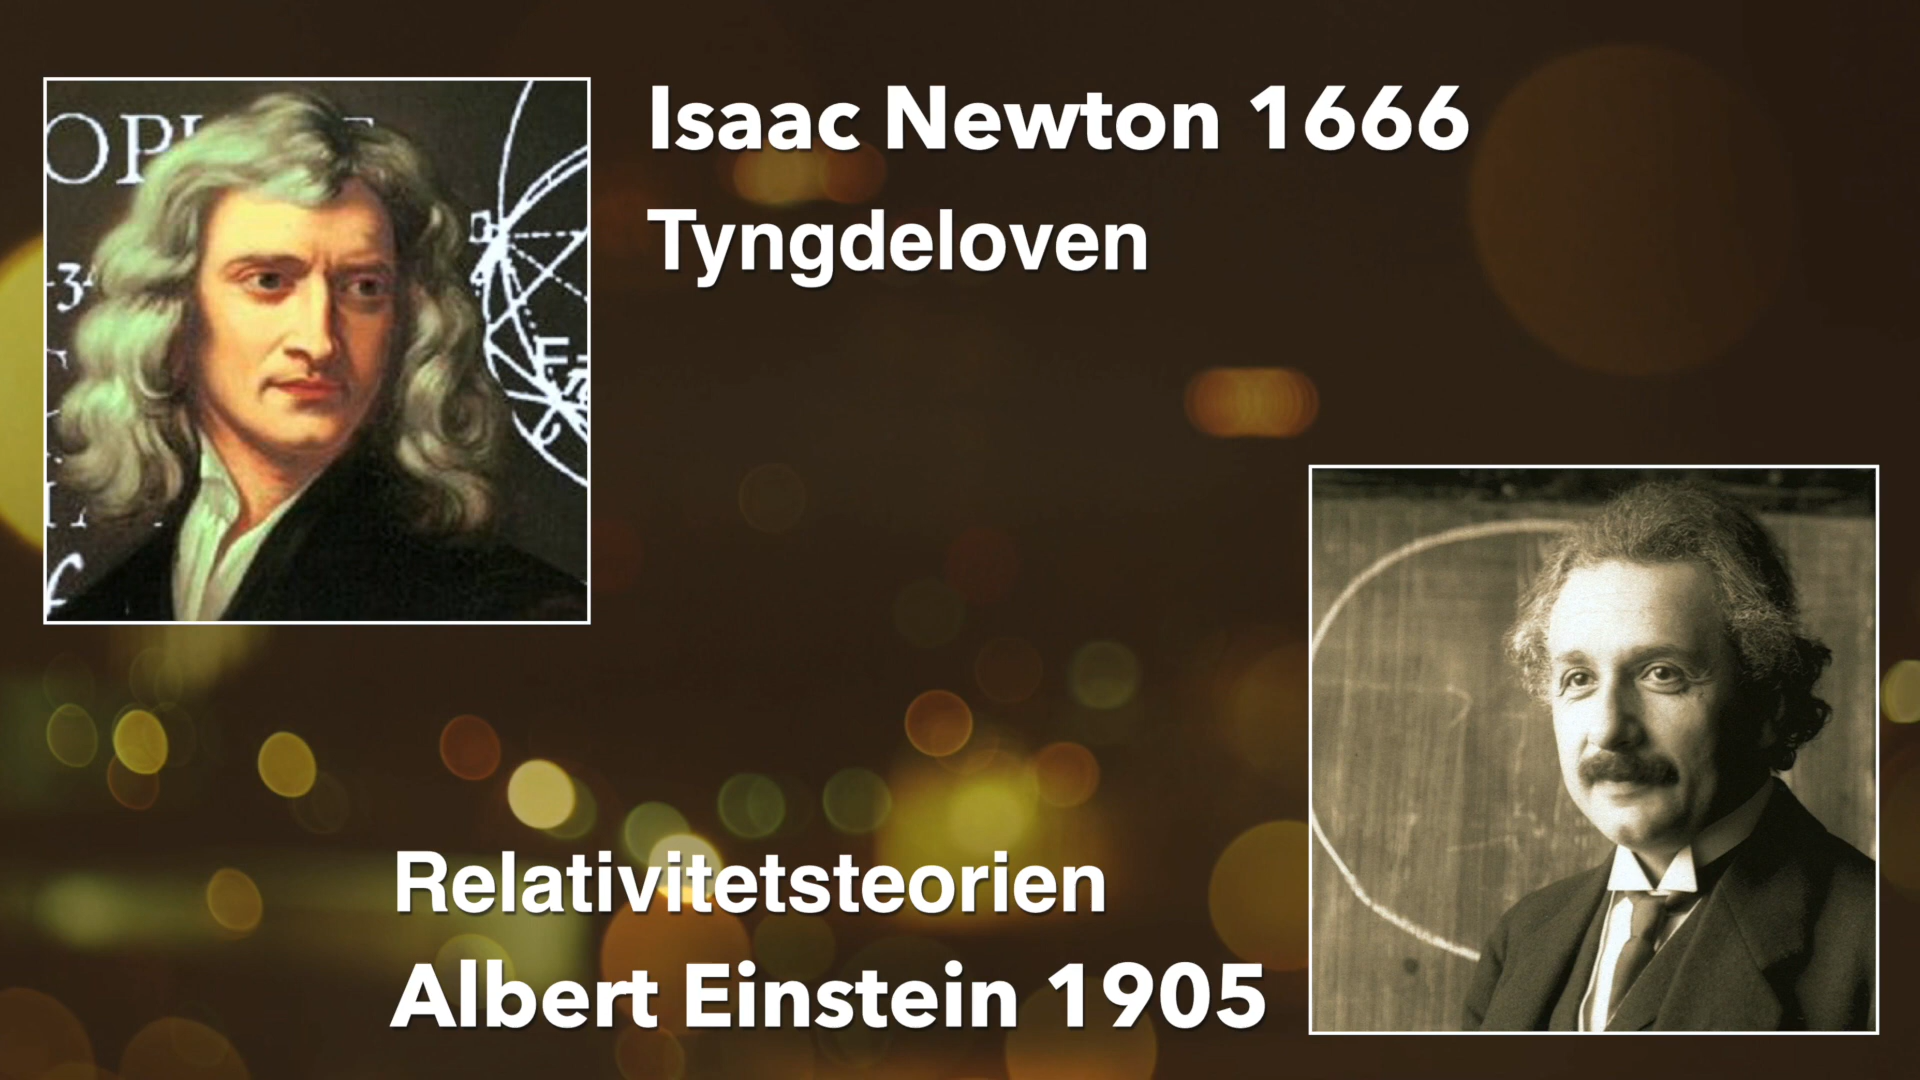 Isaac Newton 1666
Tyngdeloven
Relativitetsteorien
Albert Einstein 1905